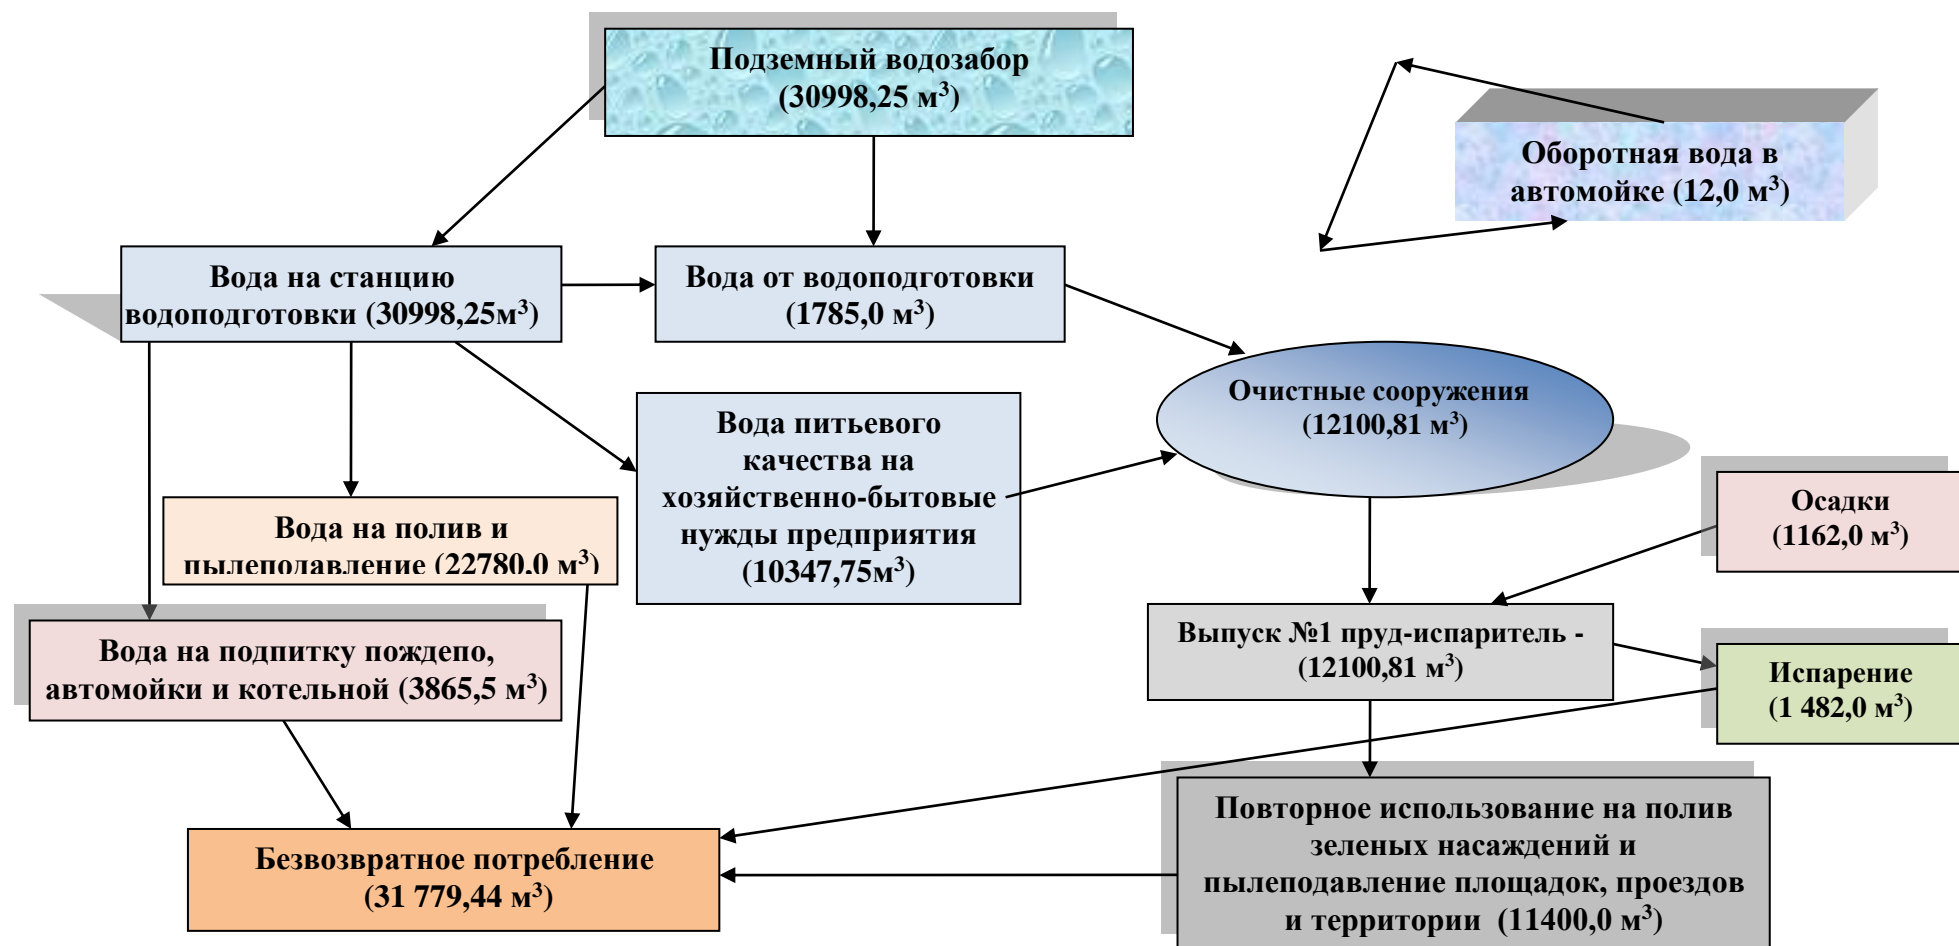 Подземный водозабор
(30998,25 м³)
Оборотная вода в
автомойке (12,0 м³)
Вода на станцию
водоподготовки (30998,25м³)
Вода от водоподготовки
(1785,0 м³)
Очистные сооружения
(12100,81 м³)
Вода питьевого
качества на
хозяйственно-бытовые
нужды предприятия
(10347,75м³)
Осадки
(1162,0 м³)
Вода на полив и
пылеподавление (22780,0 м³)
Выпуск №1 пруд-испаритель -
(12100,81 м³)
Вода на подпитку пождепо,
автомойки и котельной (3865,5 м³)
Испарение
(1 482,0 м³)
Повторное использование на полив
зеленых насаждений и
пылеподавление площадок, проездов
и территории (11400,0 м³)
Безвозвратное потребление
(31 779,44 м³)